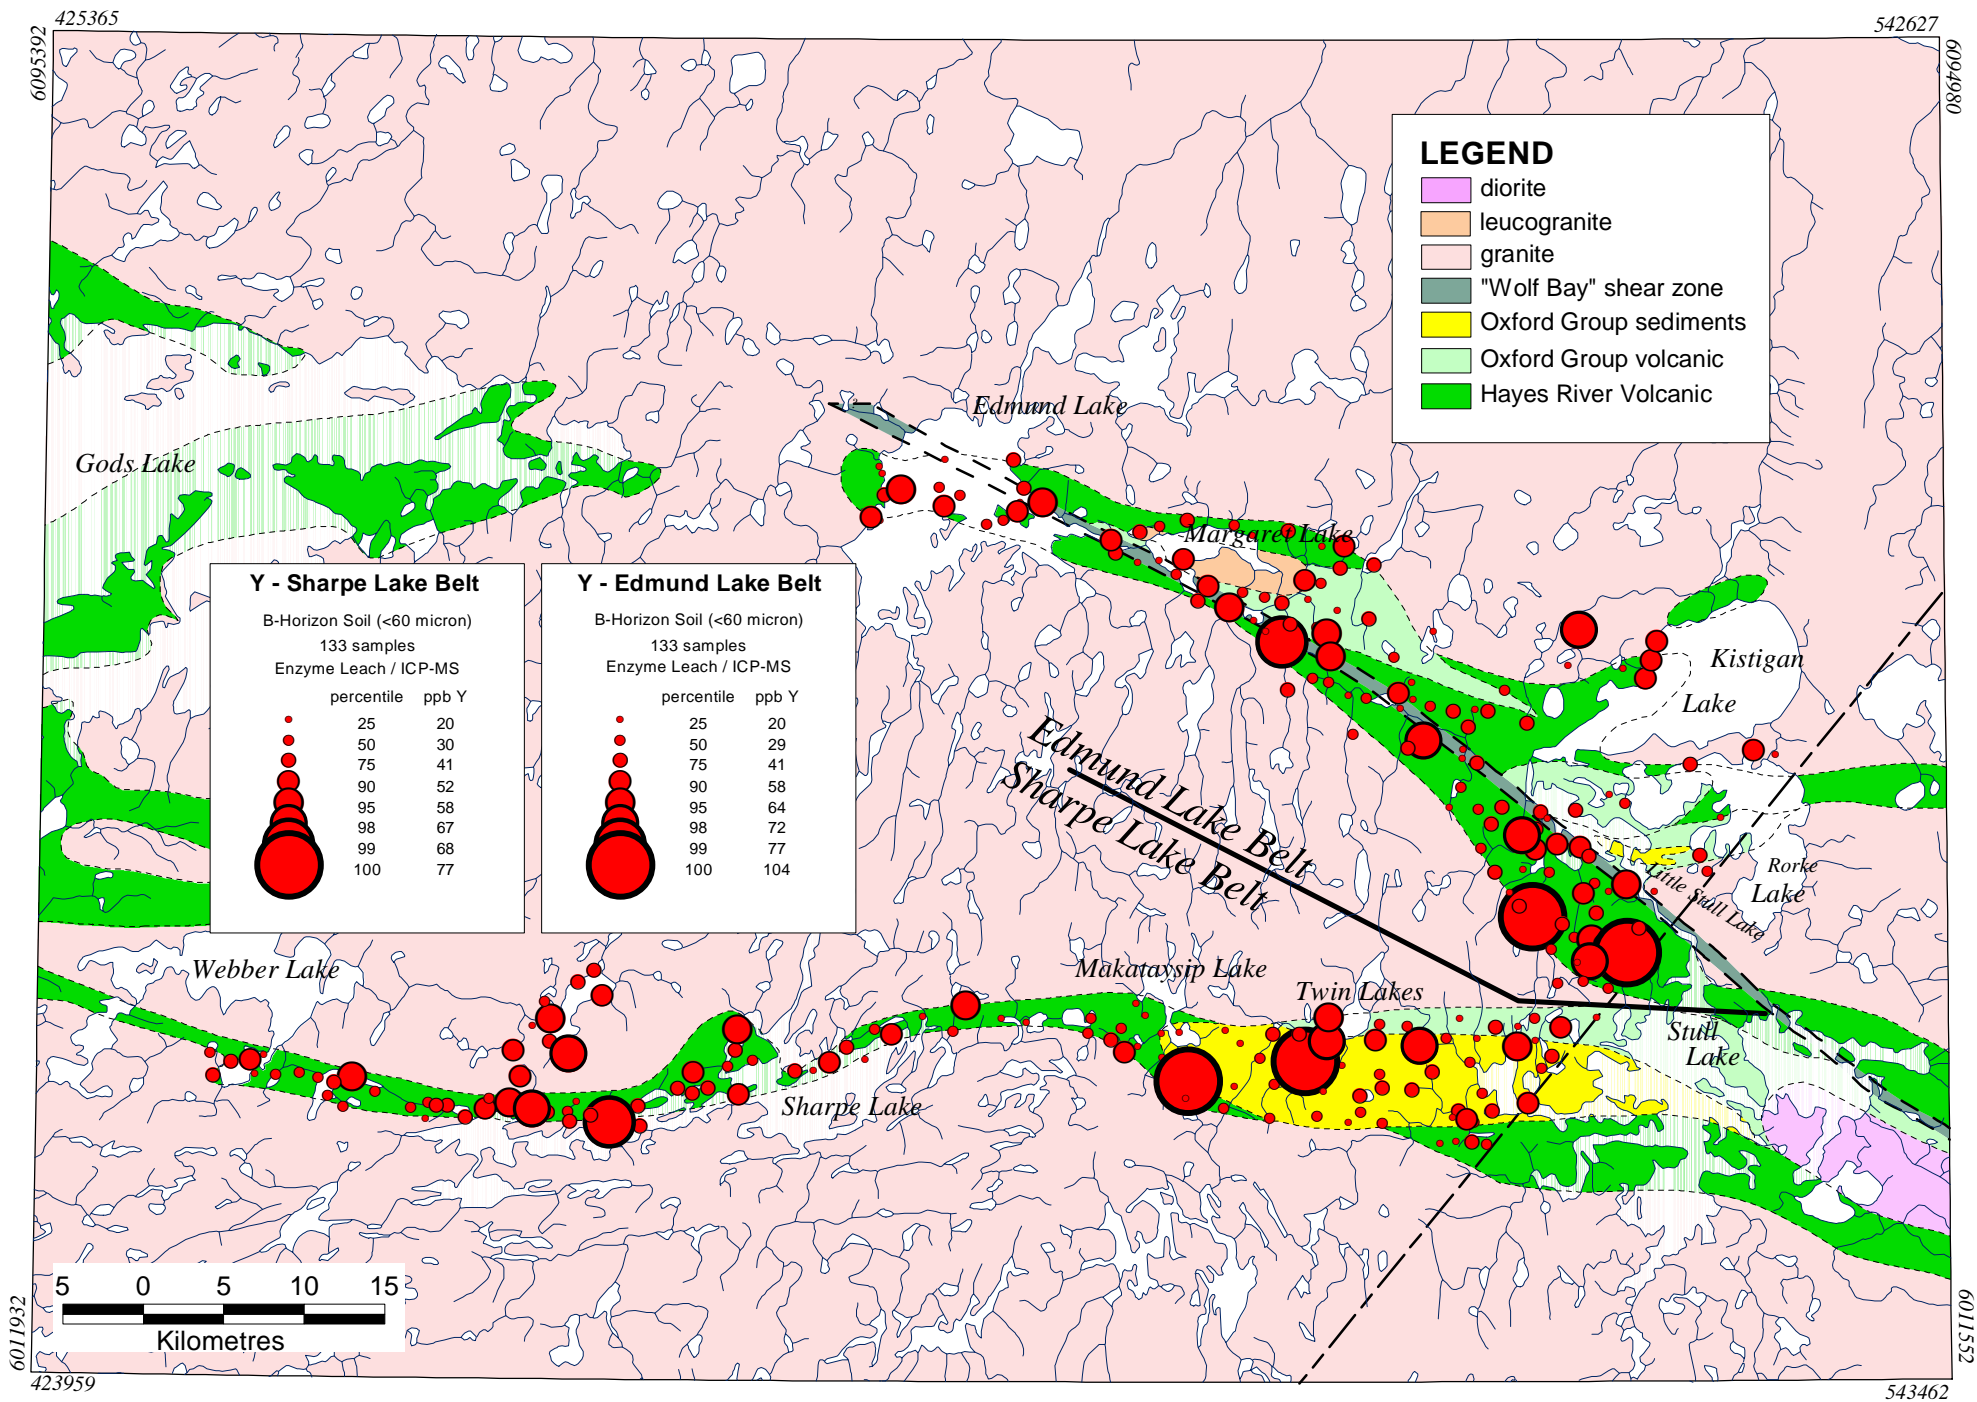 425365
542627
6095392
6094980
LEGEND
diorite
leucogranite
granite
"Wolf Bay" shear zone
Oxford Group sediments
Oxford Group volcanic
Hayes River Volcanic
Edmund Lake
Gods Lake
Margaret Lake
Y - Sharpe Lake Belt
B-Horizon Soil (<60 micron)
133 samples
Enzyme Leach / ICP-MS
percentile ppb Y
25 20
50 30
75 41
90 52
95 58
98 67
99 68
100 77
Y - Edmund Lake Belt
B-Horizon Soil (<60 micron)
133 samples
Enzyme Leach / ICP-MS
percentile ppb Y
25 20
50 29
75 41
90 58
95 64
98 72
99 77
100 104
Kistigan
Lake
Edmund Lake Belt
Sharpe Lake Belt
Rorke
Lake
Little Stull Lake
Webber Lake
Makataysip Lake
Twin Lakes
Stull
Lake
Sharpe Lake
5 0 5 10 15
Kilometres
6011932
6011552
423959
543462